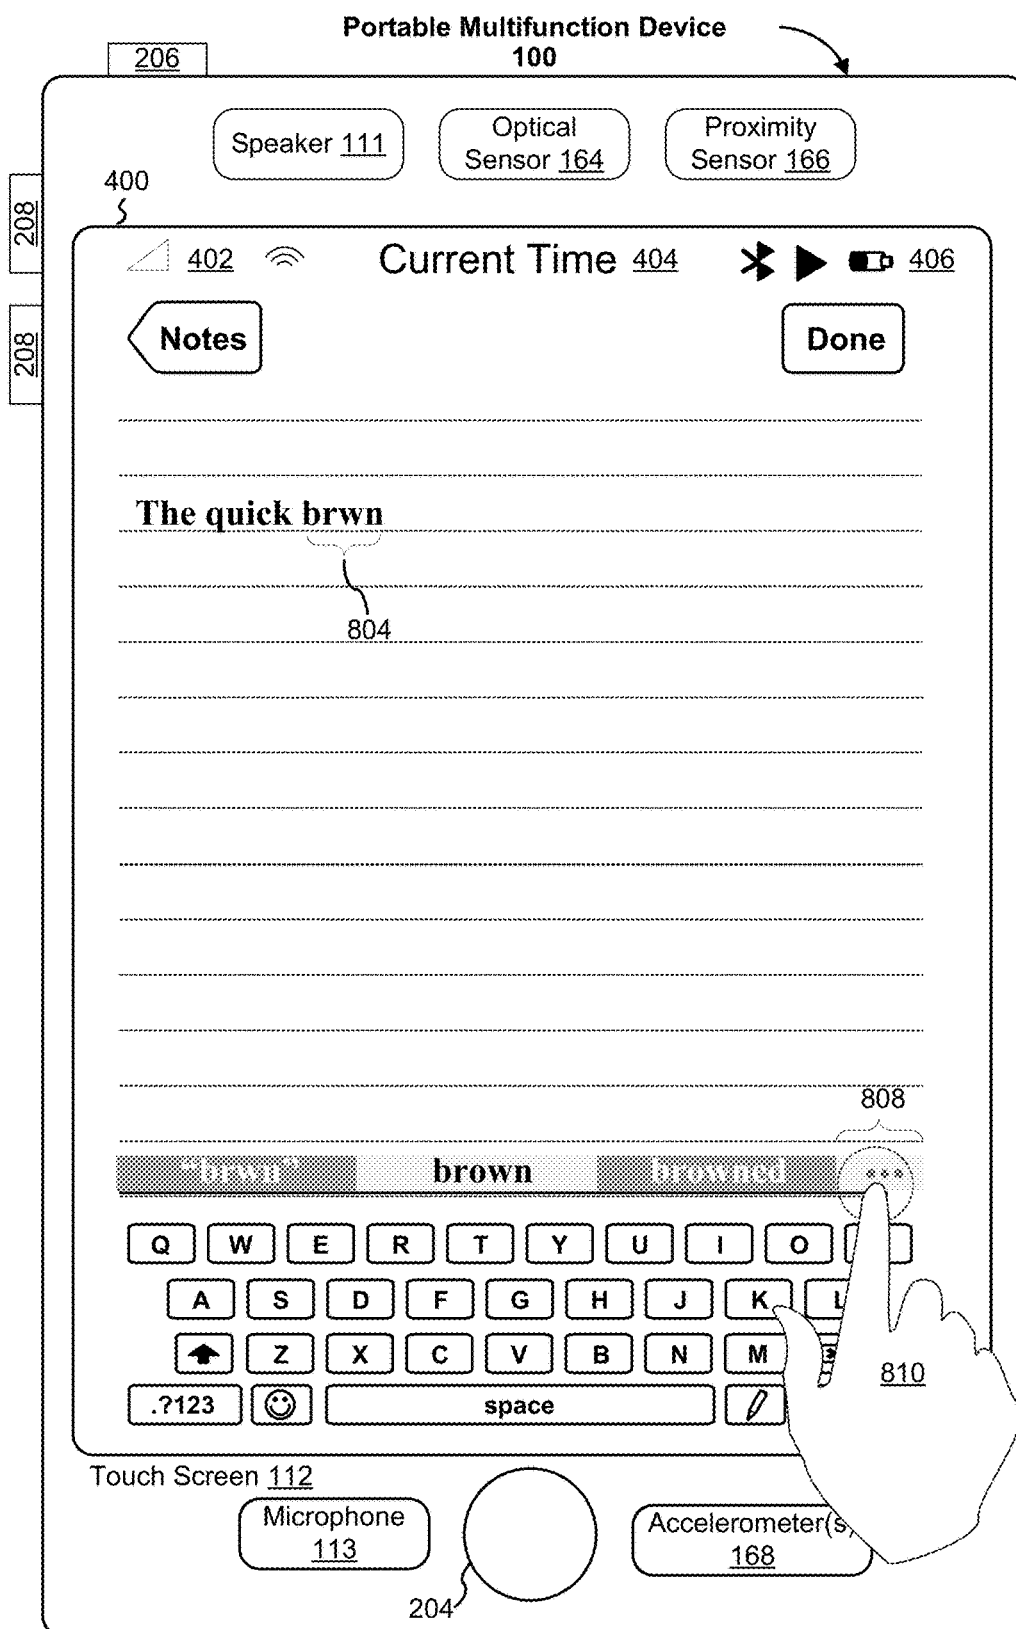 Portable Multifunction Device
100
206
Speaker 111
Optical
Sensor 164
Proximity
Sensor 166
208
208
400
402
Current Time 404
406
Notes
Done
The quick brwn
804
808
"brwn" brown browned •••
Q W E R T Y U I O
A S D F G H J K L
Z X C V B N M
.?123 space
810
Touch Screen 112
Microphone
113
Accelerometer(s)
168
204